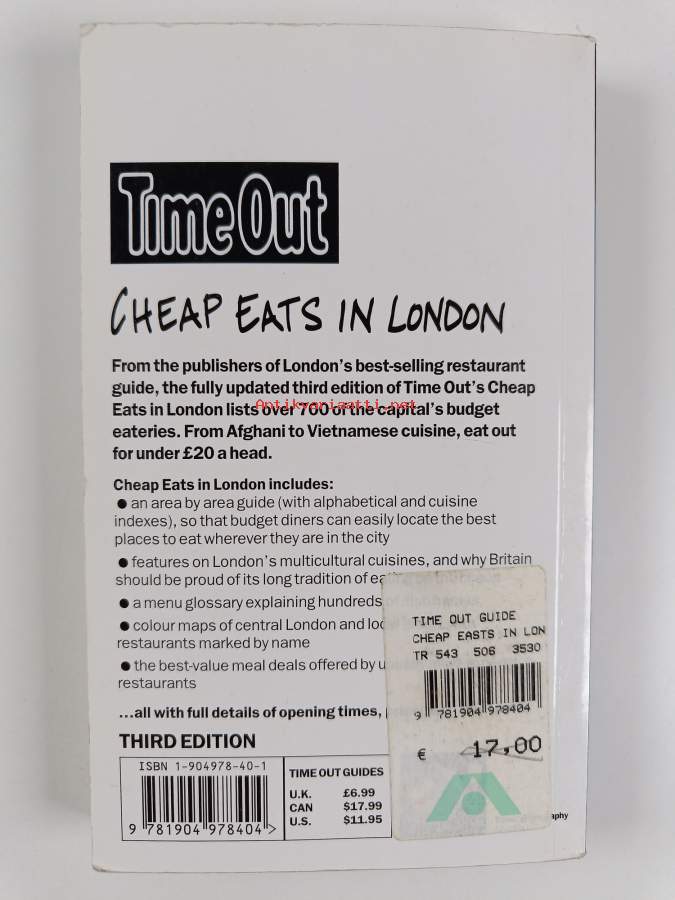 Time Out
CHEAP EATS IN LONDON
From the publishers of London's best-selling restaurant
guide, the fully updated third edition of Time Out's Cheap
Eats in London lists over 700 of the capital's budget
Antikvariaatti.net
eateries. From Afghani to Vietnamese cuisine, eat out
for under £20 a head.
Cheap Eats in London includes:
● an area by area guide (with alphabetical and cuisine
indexes), so that budget diners can easily locate the best
places to eat wherever they are in the city
● features on London's multicultural cuisines, and why Britain
should be proud of its long tradition of
● a menu glossary explaining hundreds
● colour maps of central London and
restaurants marked by name
● the best-value meal deals offered by
restaurants
...all with full details of opening times,
THIRD EDITION
ISBN 1-904978-40-1
9 781904 978404 >
TIME OUT GUIDES
U.K. £6.99
CAN $17.99
U.S. $11.95
TIME OUT GUIDE
CHEAP EASTS IN LON
TR 543 506 3530
9 781904 978404
€ 17,00